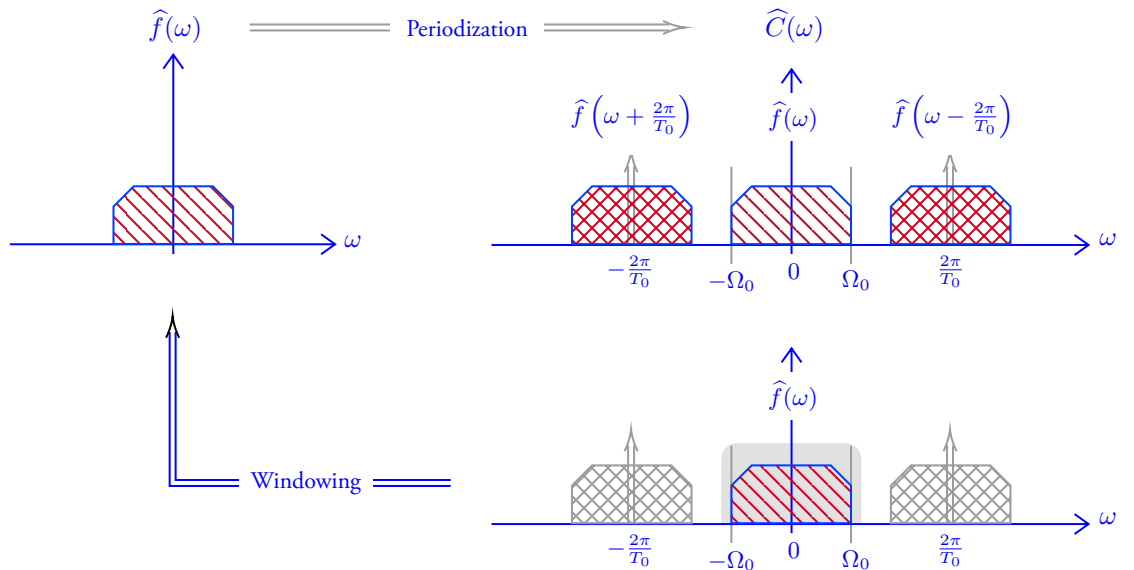 f̂(ω) Periodization Ĉ(ω)
f̂(ω + 2π/T₀) f̂(ω) f̂(ω − 2π/T₀)
ω ω
−2π/T₀ −Ω₀ 0 Ω₀ 2π/T₀
f̂(ω)
Windowing
ω
−2π/T₀ −Ω₀ 0 Ω₀ 2π/T₀